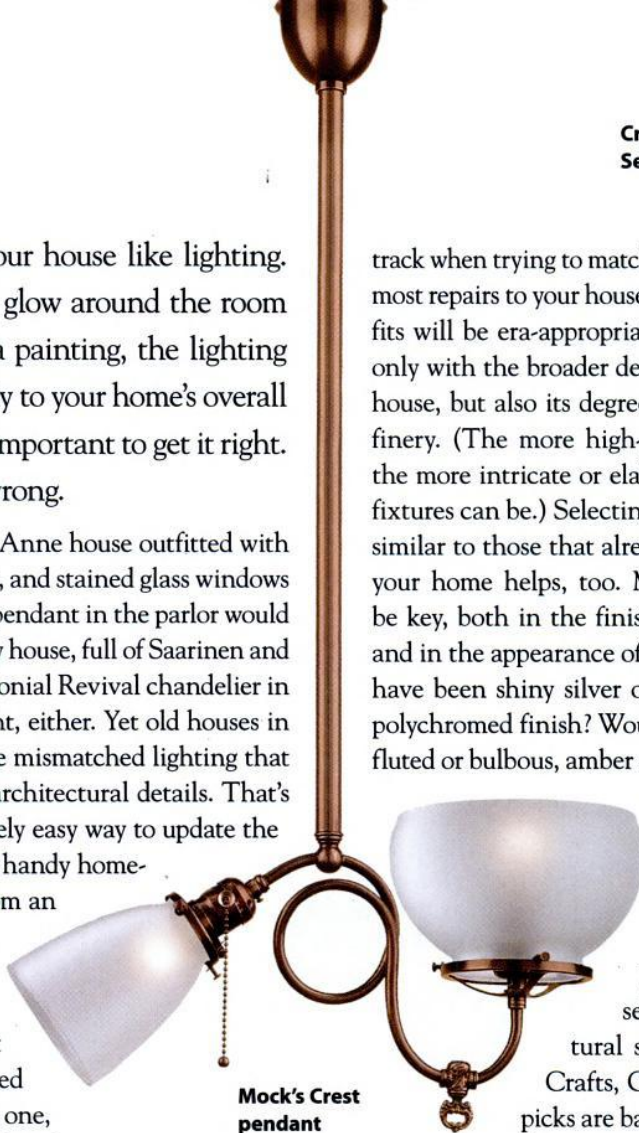 our house like lighting.
glow around the room
a painting, the lighting
y to your home's overall
mportant to get it right.
rong.
Anne house outfitted with
, and stained glass windows
pendant in the parlor would
house, full of Saarinen and
onial Revival chandelier in
nt, either. Yet old houses in
e mismatched lighting that
rchitectural details. That's
ely easy way to update the
handy home-
m an
ed
one,
Mock's Crest
pendant
Cr
Se
track when trying to matc
most repairs to your house
fits will be era-appropria
only with the broader de
house, but also its degre
finery. (The more high-
the more intricate or ela
fixtures can be.) Selectin
similar to those that alre
your home helps, too. M
be key, both in the finis
and in the appearance of
have been shiny silver o
polychromed finish? Wou
fluted or bulbous, amber
se
tural s
Crafts, C
picks are ba